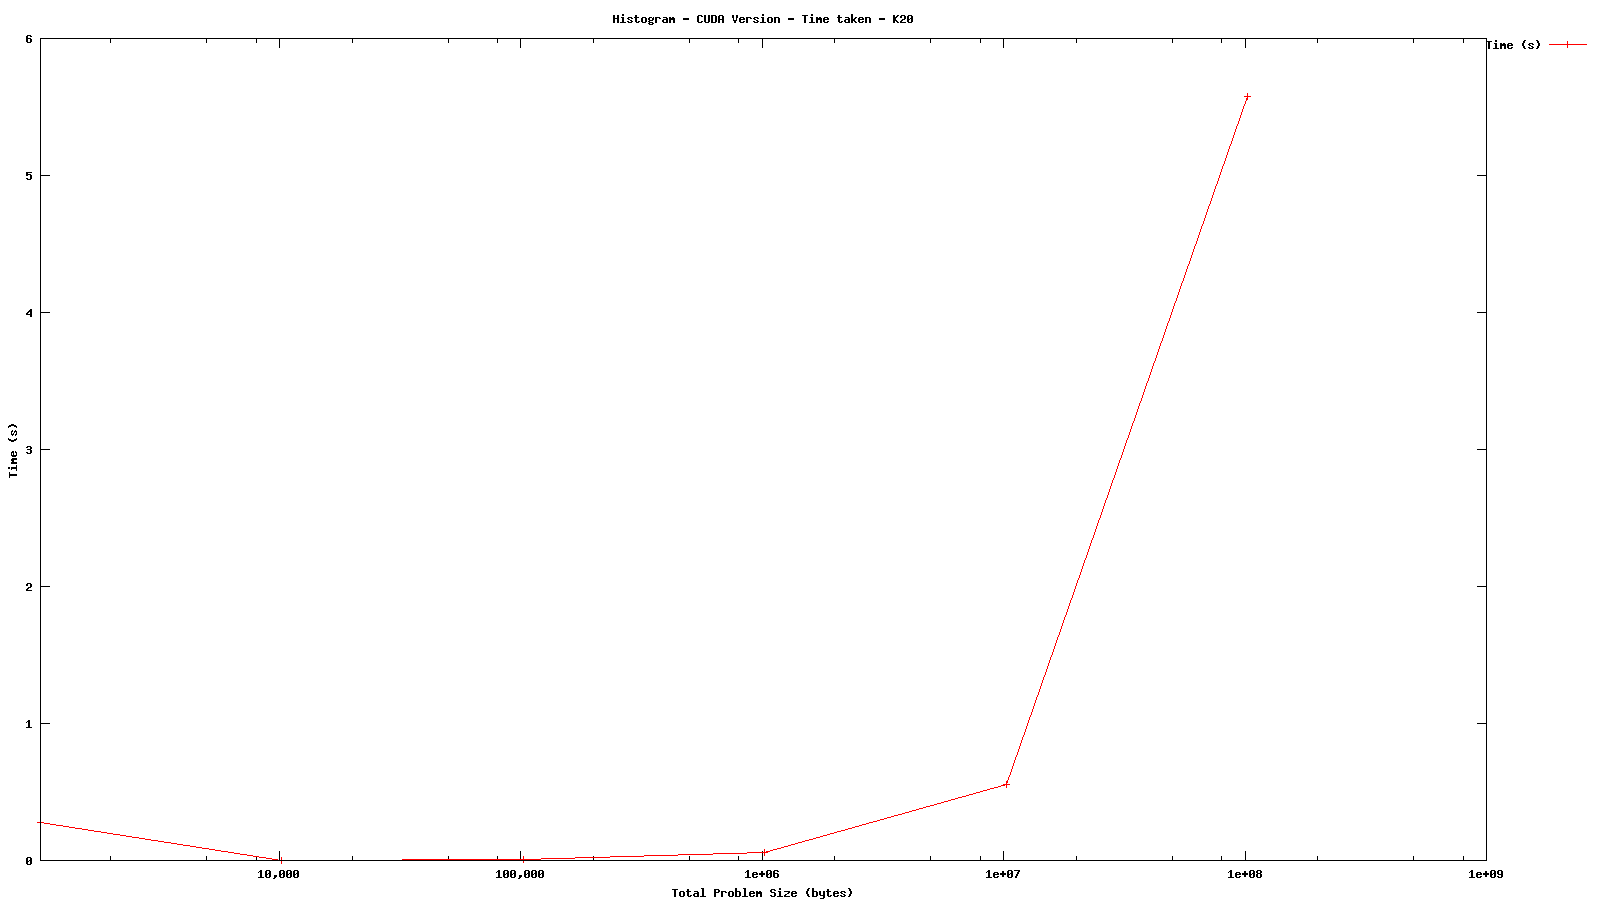 Histogram - CUDA Version - Time taken - K20
Time (s)
6
5
4
3
2
1
0
Time (s)
10,000
100,000
1e+06
1e+07
1e+08
1e+09
Total Problem Size (bytes)